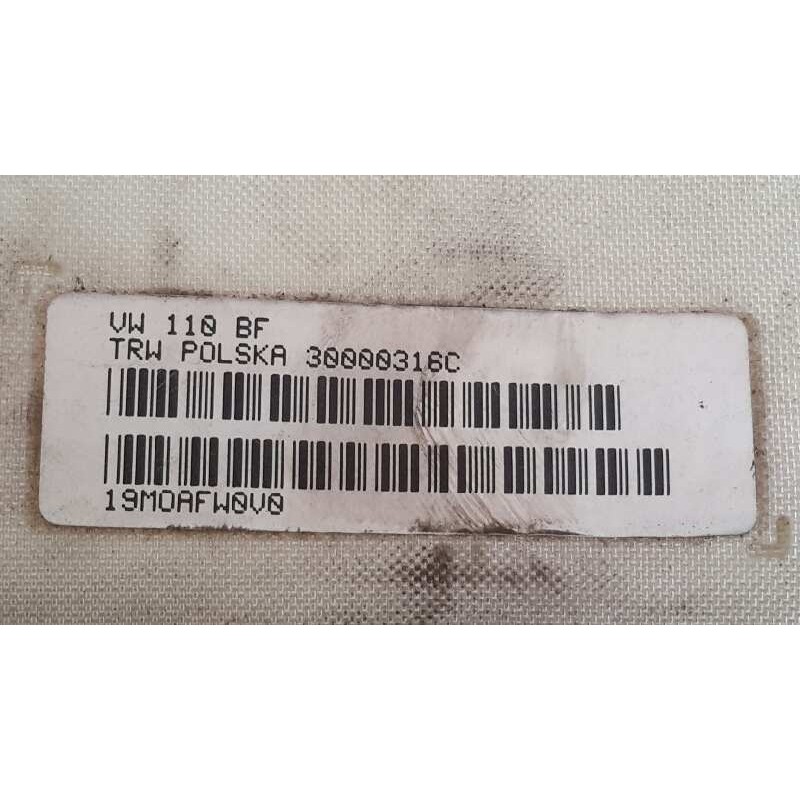 VW 110 BF
TRW POLSKA 30000316C
19MOAFW0V0